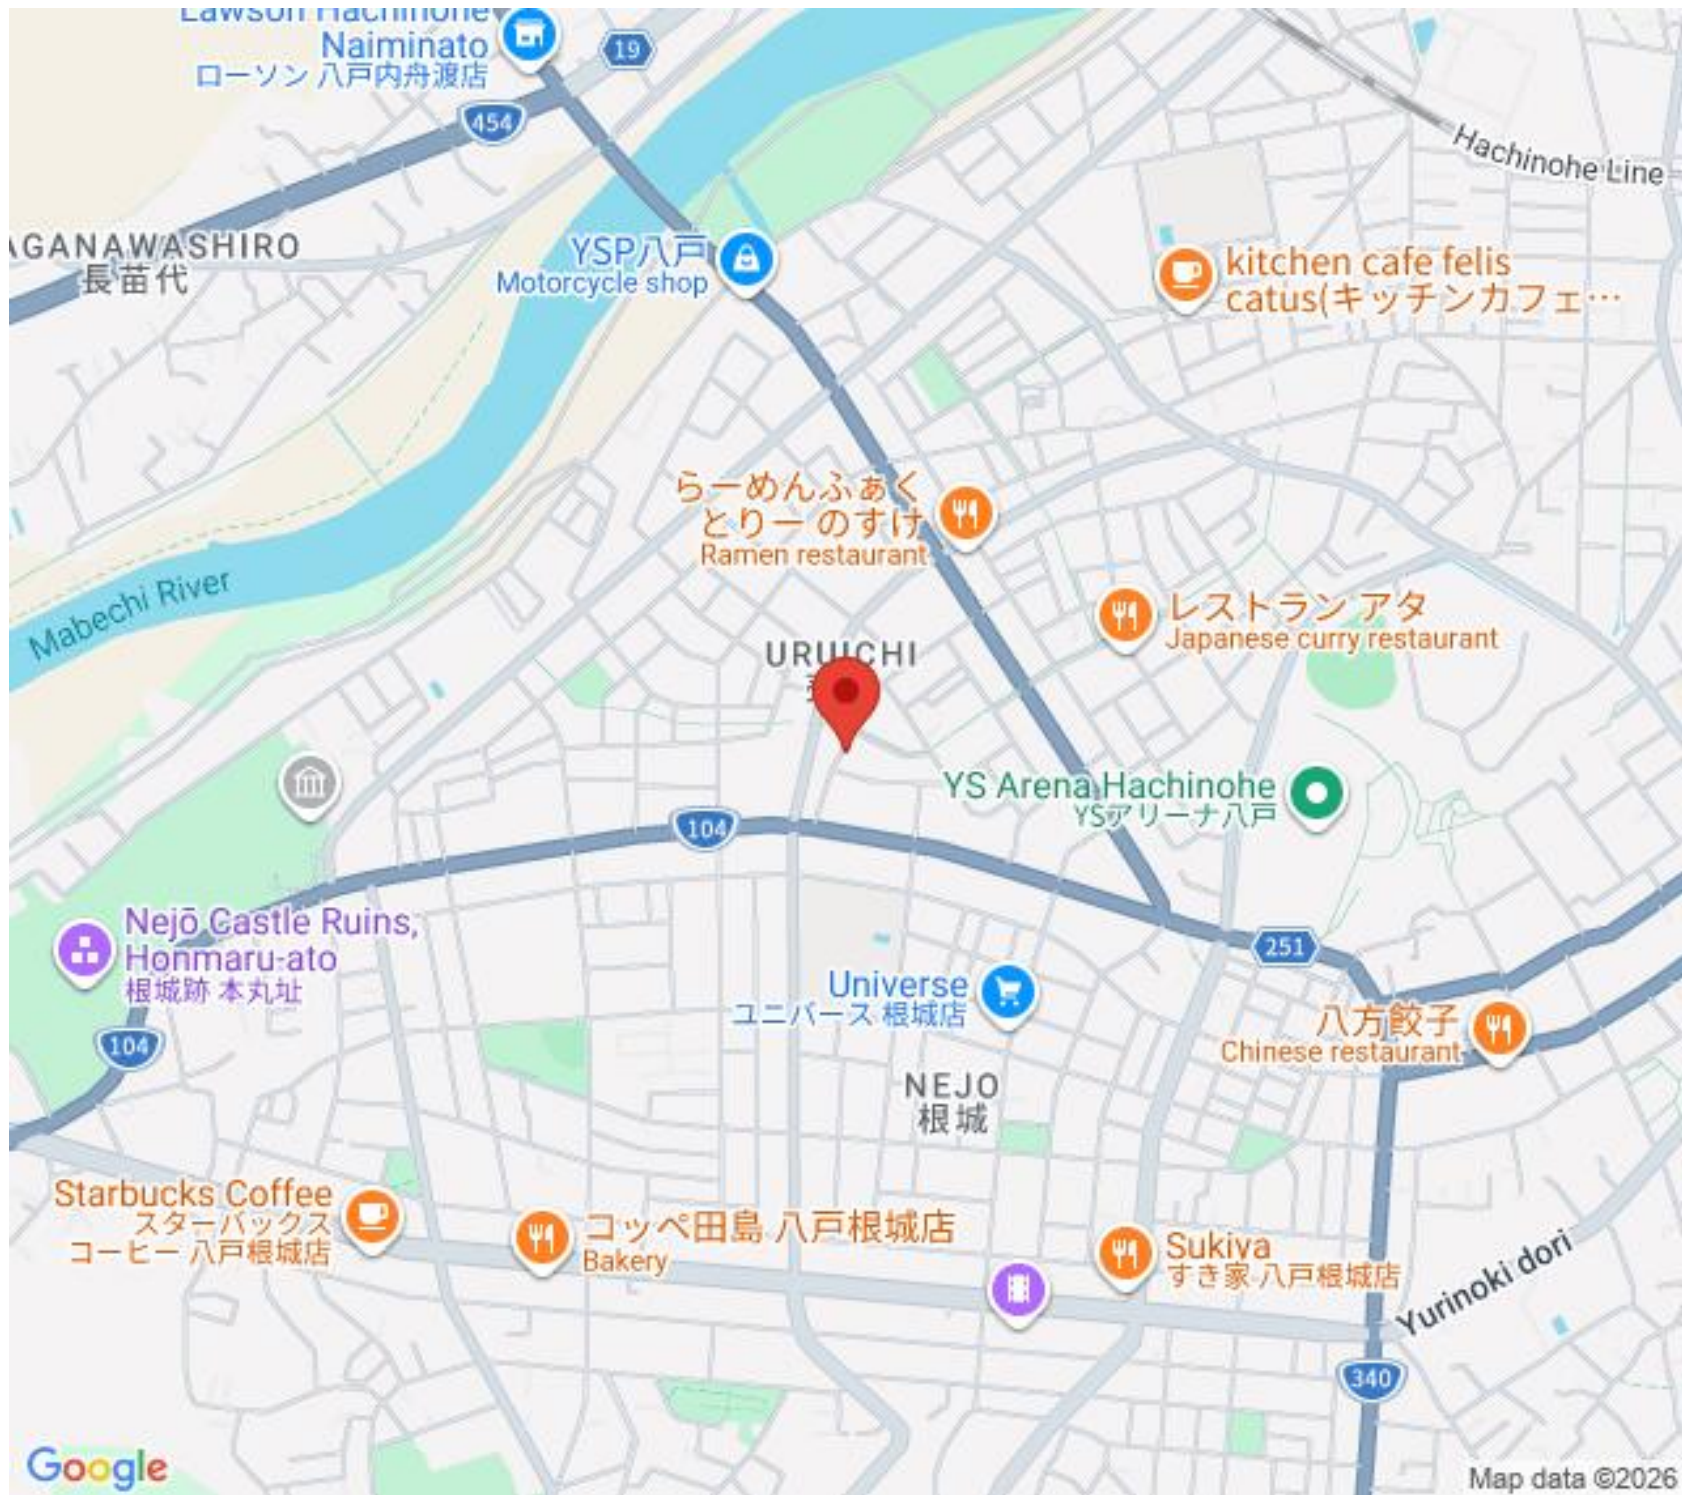 Lawson Hachinohe
Naiminato
ローソン 八戸内舟渡店
19
454
Hachinohe Line
AGANAWASHIRO
長苗代
YSP八戸
Motorcycle shop
kitchen cafe felis
catus(キッチンカフェ…
らーめんふぁく
とりー のすけ
Ramen restaurant
Mabechi River
レストラン アタ
Japanese curry restaurant
URUICHI
YS Arena Hachinohe
YSアリーナ八戸
104
Nejō Castle Ruins,
Honmaru-ato
根城跡 本丸址
251
Universe
ユニバース 根城店
104
八方餃子
Chinese restaurant
NEJO
根城
Starbucks Coffee
スターバックス
コーヒー 八戸根城店
コッペ田島 八戸根城店
Bakery
Sukiya
すき家 八戸根城店
Yurinoki dori
340
Google
Map data ©2026